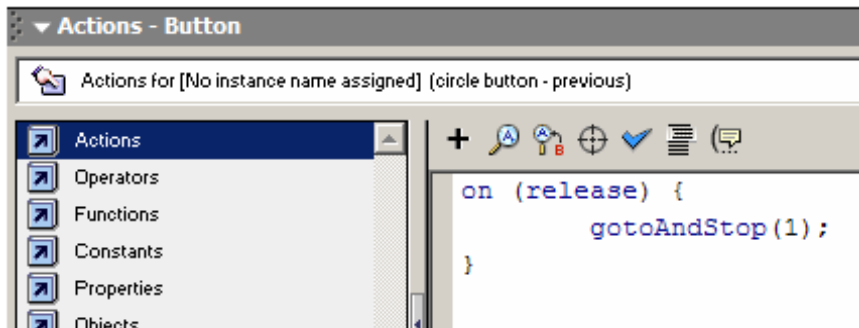 Actions - Button
Actions for [No instance name assigned] (circle button - previous)
Actions
Operators
Functions
Constants
Properties
Objects
on (release) {
gotoAndStop(1);
}